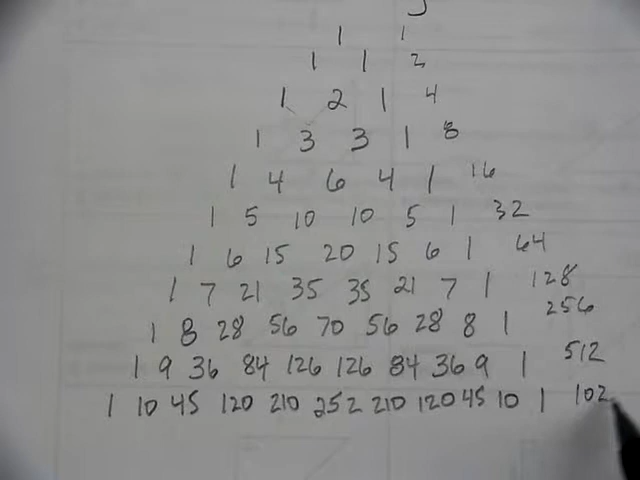 1 1
1 1 2
1 2 1 4
1 3 3 1 8
1 4 6 4 1 16
1 5 10 10 5 1 32
1 6 15 20 15 6 1 64
1 7 21 35 35 21 7 1 128
1 8 28 56 70 56 28 8 1 256
1 9 36 84 126 126 84 36 9 1 512
1 10 45 120 210 252 210 120 45 10 1 102